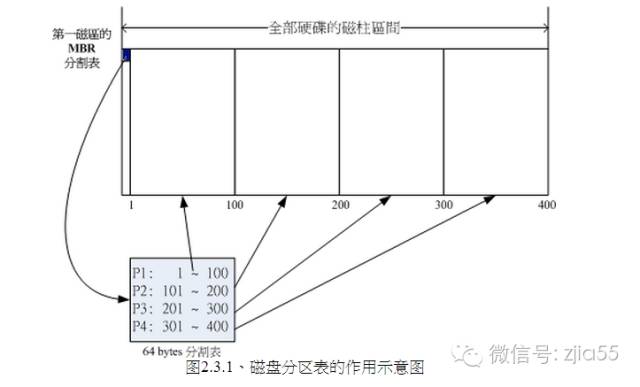 全部硬碟的磁柱區間
第一磁區的
MBR
分割表
1 100 200 300 400
P1: 1 ~ 100
P2: 101 ~ 200
P3: 201 ~ 300
P4: 301 ~ 400
64 bytes 分割表
图2.3.1、磁盘分区表的作用示意图
微信号: zjia55